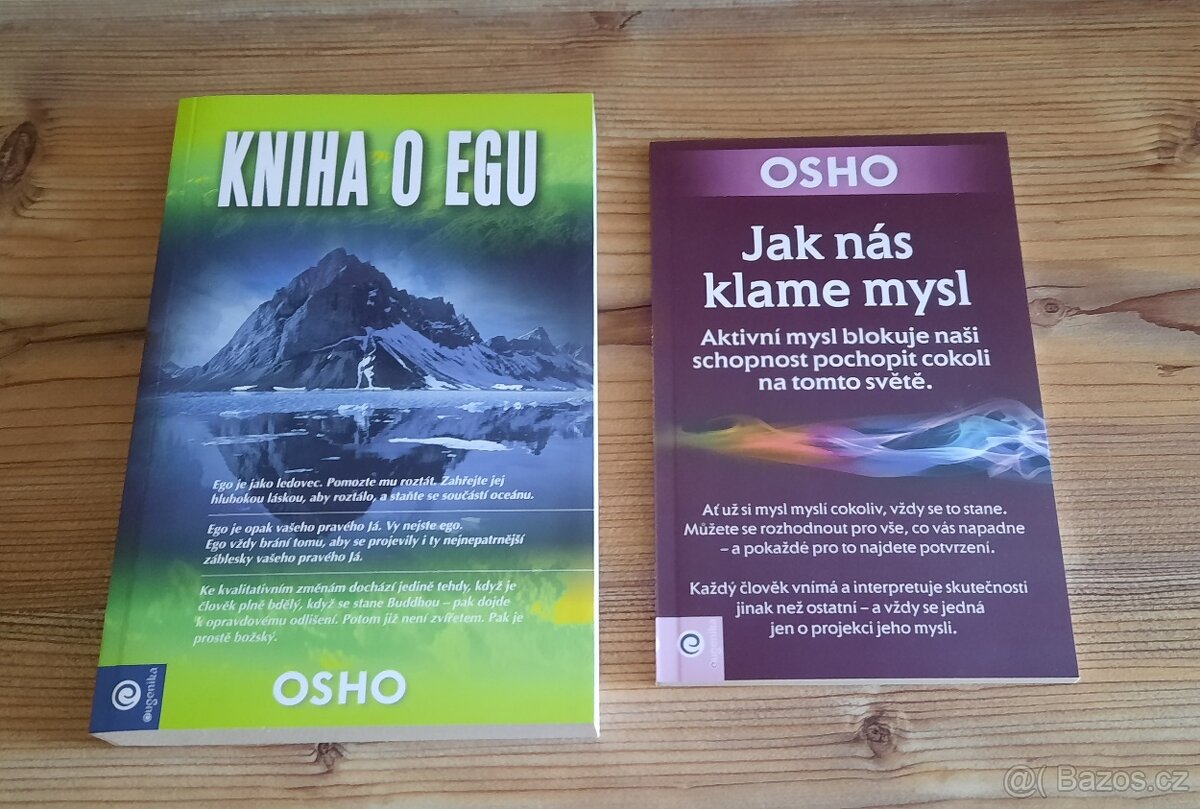 KNIHA O EGU
Ego je jako ledovec. Pomozte mu roztát. Zahřejte jej
hlubokou láskou, aby roztálo, a staňte se součástí oceánu.
Ego je opak vašeho pravého Já. Vy nejste ego.
Ego vždy brání tomu, aby se projevily i ty nejnepatrnější
záblesky vašeho pravého Já.
Ke kvalitativním změnám dochází jedině tehdy, když je
člověk plně bdělý, když se stane Buddhou – pak dojde
k opravdovému odlišení. Potom již není zvířetem. Pak je
prostě božský.
OSHO
eugenika
OSHO
Jak nás
klame mysl
Aktivní mysl blokuje naši
schopnost pochopit cokoli
na tomto světě.
Ať už si mysl myslí cokoliv, vždy se to stane.
Můžete se rozhodnout pro vše, co vás napadne
– a pokaždé pro to najdete potvrzení.
Každý člověk vnímá a interpretuje skutečnosti
jinak než ostatní – a vždy se jedná
jen o projekci jeho mysli.
eugenika
@( Bazos.cz